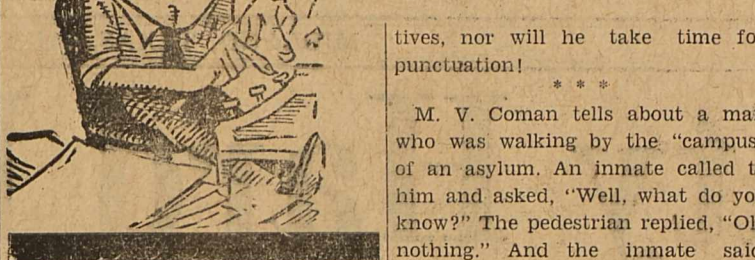 tives, nor will he take time fo
punctuation!
* * *
M. V. Coman tells about a ma
who was walking by the “campus
of an asylum. An inmate called t
him and asked, “Well, what do yo
know?” The pedestrian replied, “Oh
nothing.” And the inmate said